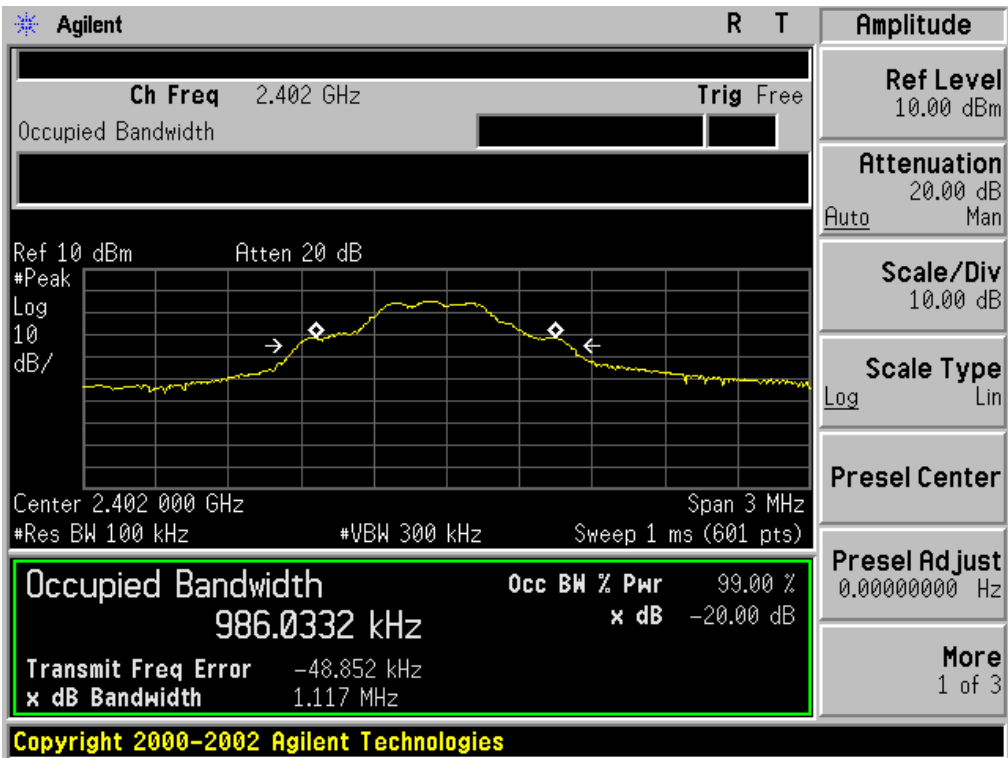 Agilent R T
Ch Freq 2.402 GHz Trig Free
Occupied Bandwidth
Ref 10 dBm Atten 20 dB
#Peak
Log
10
dB/
Center 2.402 000 GHz Span 3 MHz
#Res BW 100 kHz #VBW 300 kHz Sweep 1 ms (601 pts)
Occupied Bandwidth Occ BW % Pwr 99.00 %
986.0332 kHz x dB -20.00 dB
Transmit Freq Error -48.852 kHz
x dB Bandwidth 1.117 MHz
Copyright 2000-2002 Agilent Technologies
Amplitude
Ref Level
10.00 dBm
Attenuation
20.00 dB
Auto Man
Scale/Div
10.00 dB
Scale Type
Log Lin
Presel Center
Presel Adjust
0.00000000 Hz
More
1 of 3